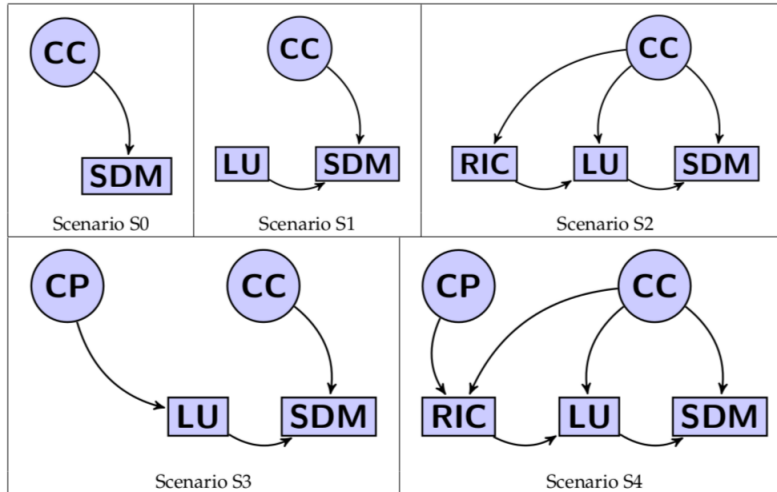 CC
SDM
Scenario S0
CC
LU SDM
Scenario S1
CC
RIC LU SDM
Scenario S2
CP CC
LU SDM
Scenario S3
CP CC
RIC LU SDM
Scenario S4